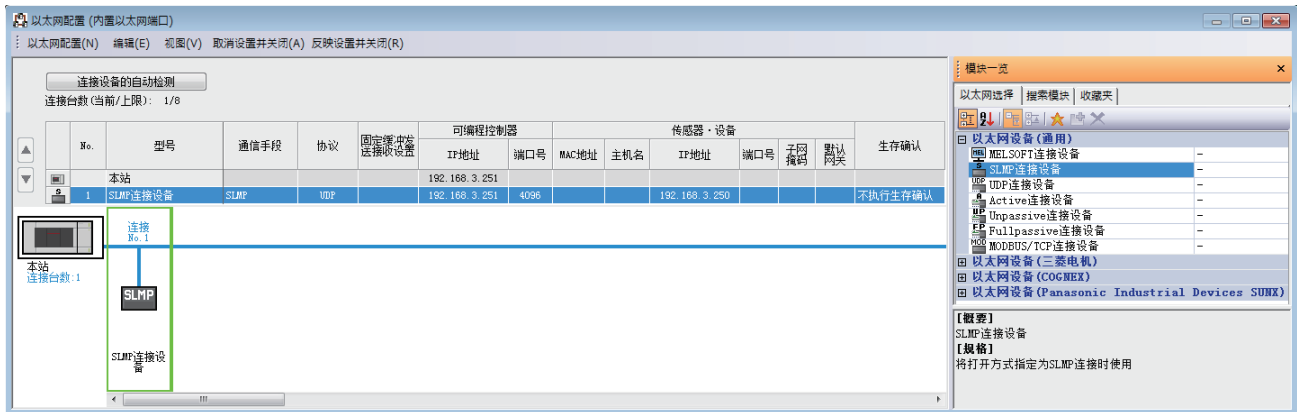 以太网配置 (内置以太网端口)
以太网配置(N) 编辑(E) 视图(V) 取消设置并关闭(A) 反映设置并关闭(R)
连接设备的自动检测
连接台数(当前/上限): 1/8
No. 型号 通信手段 协议 固定缓冲发送接收设置 可编程控制器 传感器・设备 生存确认
IP地址 端口号 MAC地址 主机名 IP地址 端口号 子网掩码 默认网关
本站 192.168.3.251
1 SLMP连接设备 SLMP UDP 192.168.3.251 4096 192.168.3.250 不执行生存确认
连接
No.1
本站
连接台数:1
SLMP
SLMP连接设
备
模块一览
以太网选择 搜索模块 收藏夹
以太网设备(通用)
MELSOFT连接设备 -
SLMP连接设备 -
UDP连接设备 -
Active连接设备 -
Unpassive连接设备 -
Fullpassive连接设备 -
MODBUS/TCP连接设备 -
以太网设备(三菱电机)
以太网设备(COGNEX)
以太网设备(Panasonic Industrial Devices SUNX)
[概要]
SLMP连接设备
[规格]
将打开方式指定为SLMP连接时使用